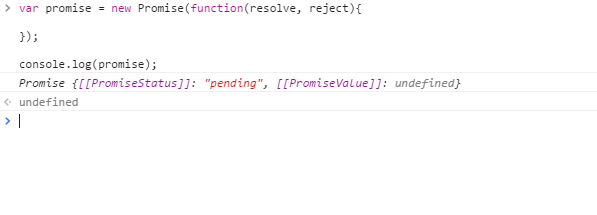 > var promise = new Promise(function(resolve, reject){
});
console.log(promise);
Promise {[[PromiseStatus]]: "pending", [[PromiseValue]]: undefined}
undefined
>